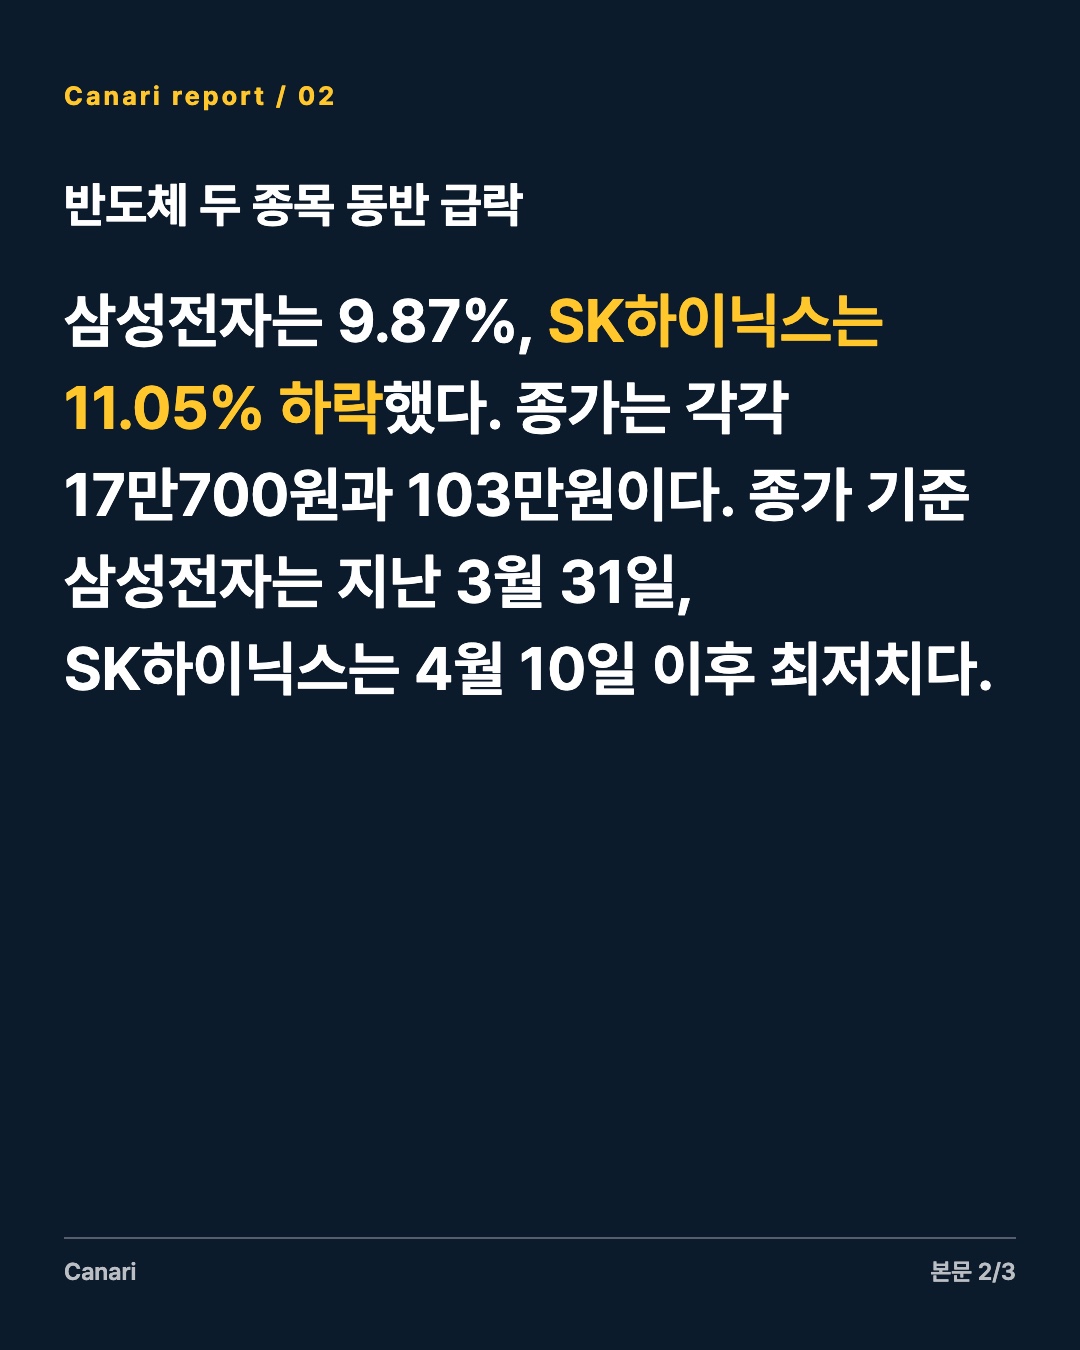 Canari report / 02
반도체 두 종목 동반 급락
삼성전자는 9.87%, SK하이닉스는
11.05% 하락했다. 종가는 각각
17만700원과 103만원이다. 종가 기준
삼성전자는 지난 3월 31일,
SK하이닉스는 4월 10일 이후 최저치다.
Canari
본문 2/3